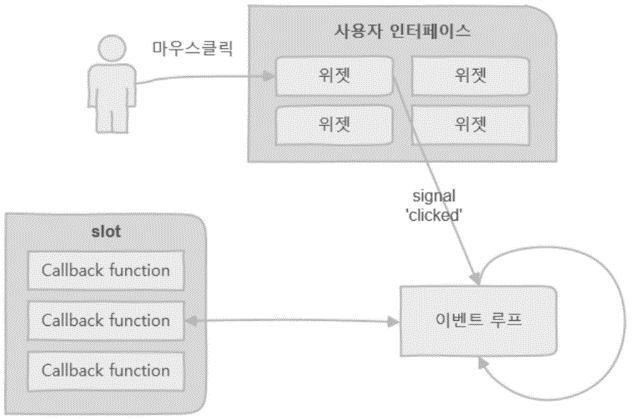 사용자 인터페이스
마우스클릭
위젯
위젯
위젯
위젯
signal
'clicked'
slot
Callback function
Callback function
Callback function
이벤트 루프